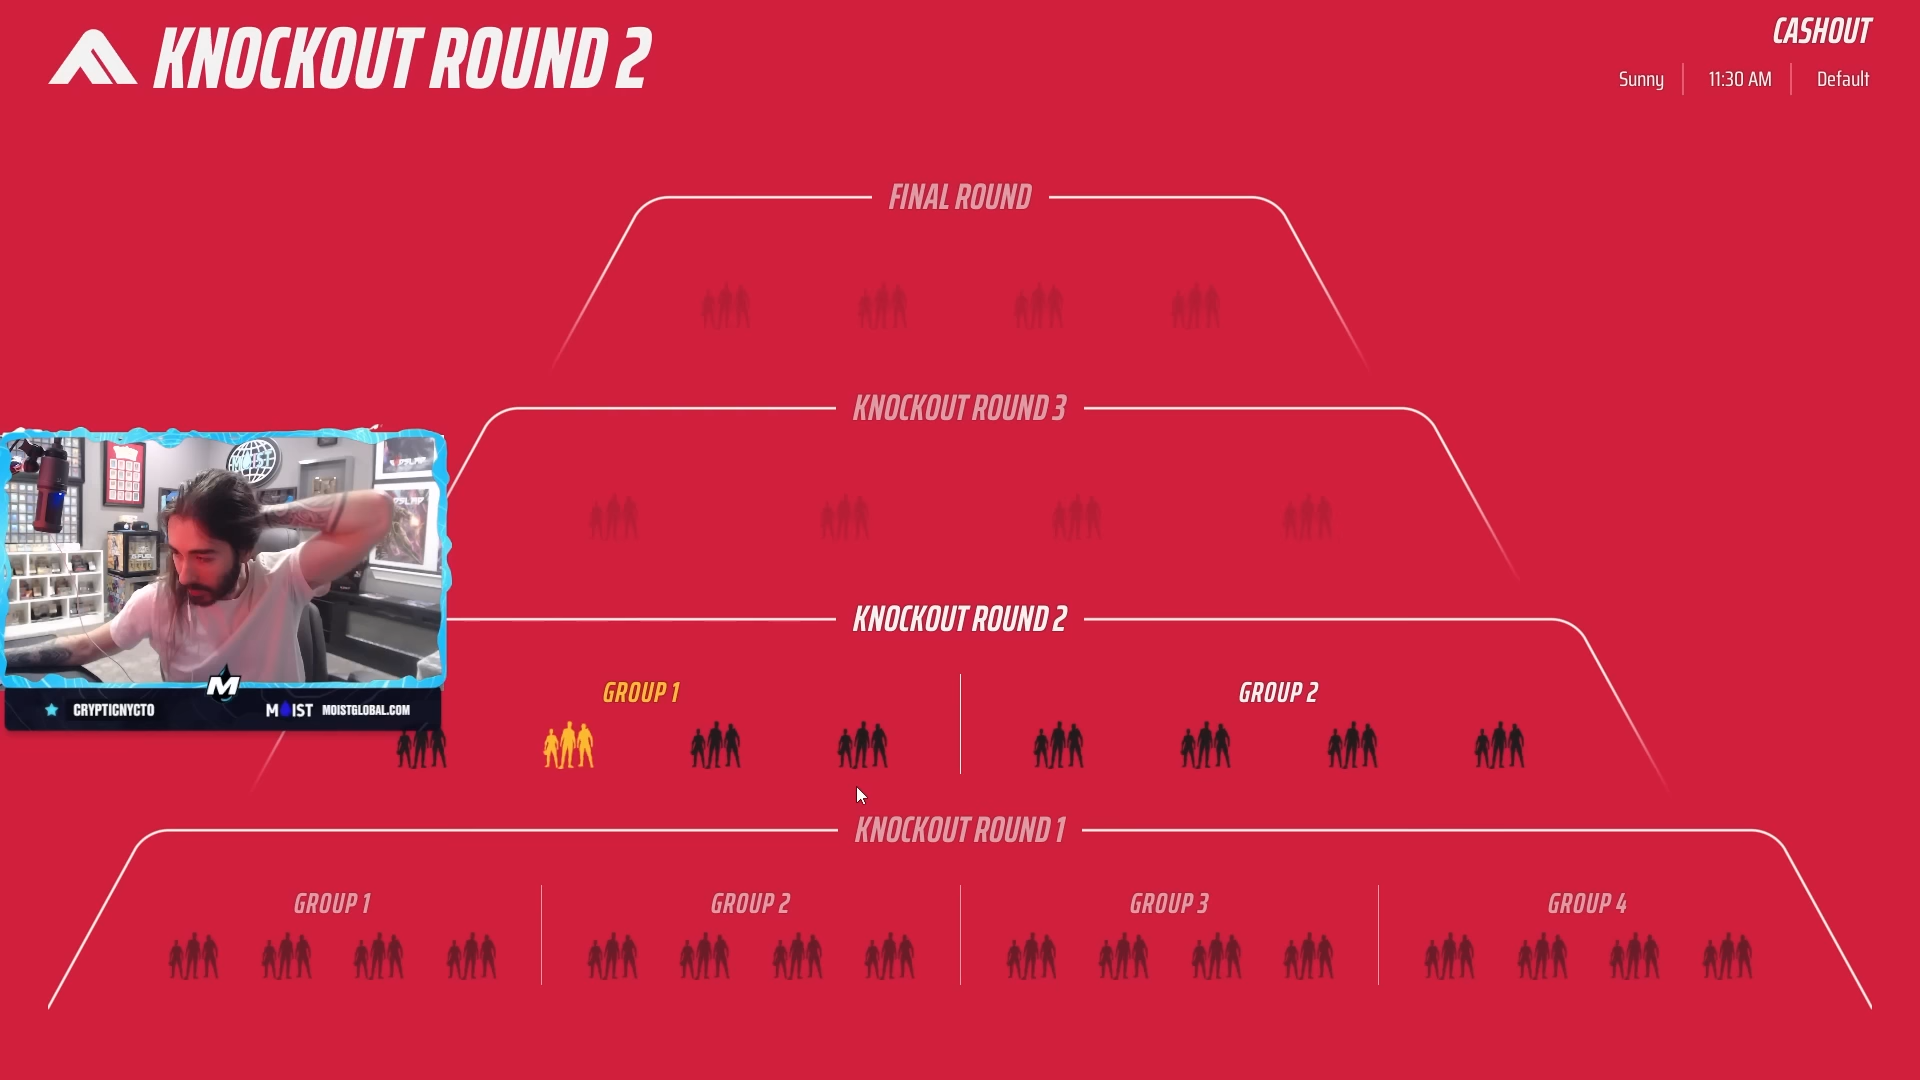 KNOCKOUT ROUND 2
CASHOUT
Sunny
11:30 AM
Default
FINAL ROUND
KNOCKOUT ROUND 3
MOIST
KNOCKOUT ROUND 2
GROUP 1
GROUP 2
M
CRYPTICNYCTO
MOIST
MOISTGLOBAL.COM
KNOCKOUT ROUND 1
GROUP 1
GROUP 2
GROUP 3
GROUP 4